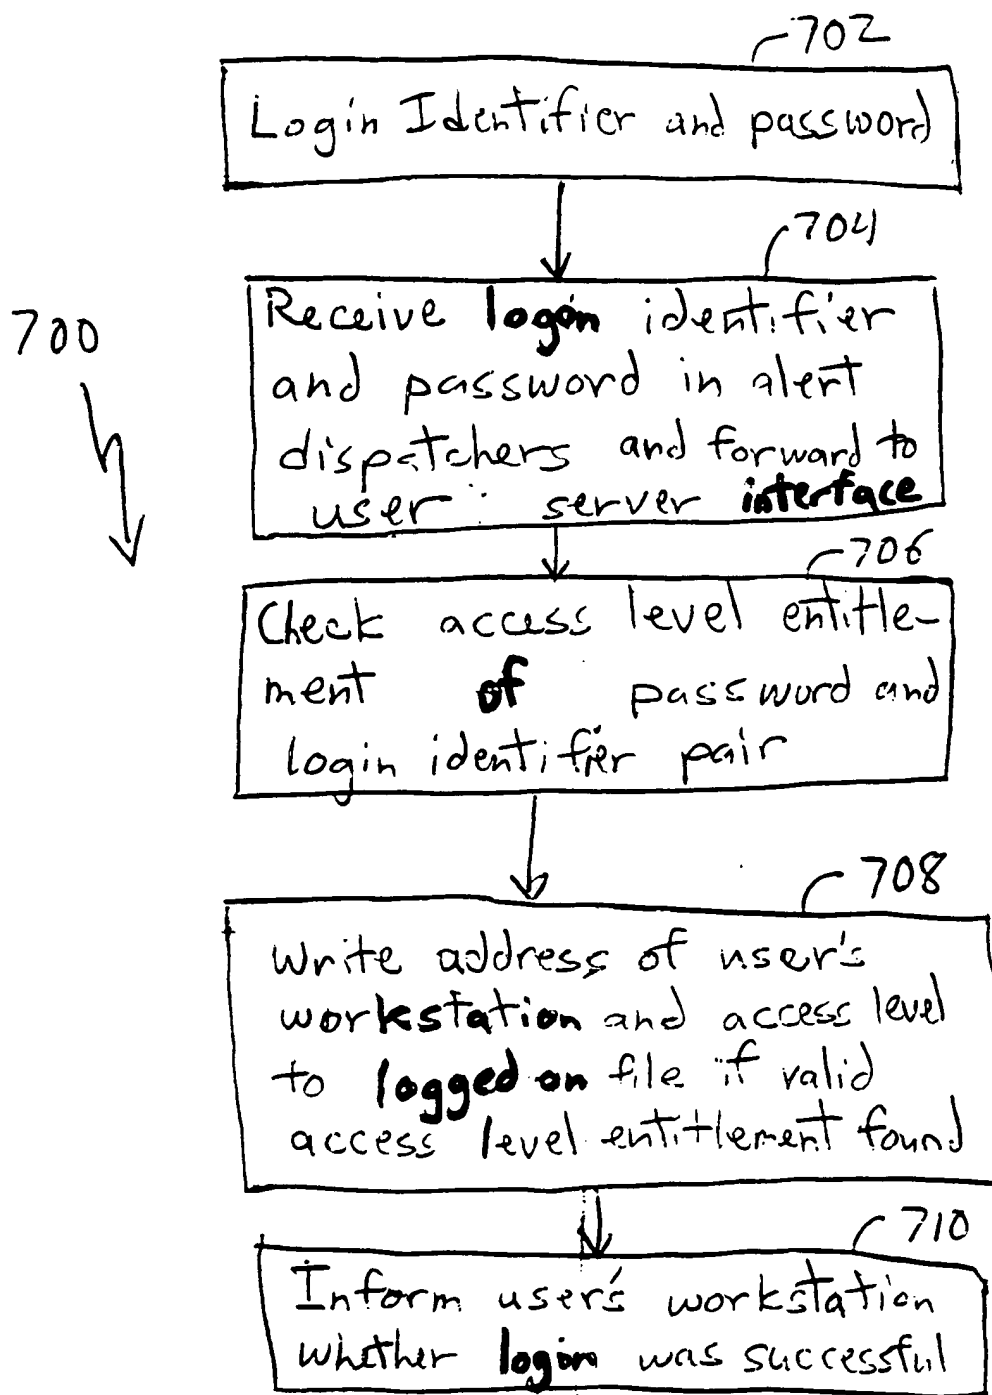 702
Login Identifier and password
704
700
Receive login identifier
and password in alert
dispatchers and forward to
user server interface
706
Check access level entitle-
ment of password and
login identifier pair
708
Write address of user's
workstation and access level
to logged on file if valid
access level entitlement found
710
Inform user's workstation
whether login was successful